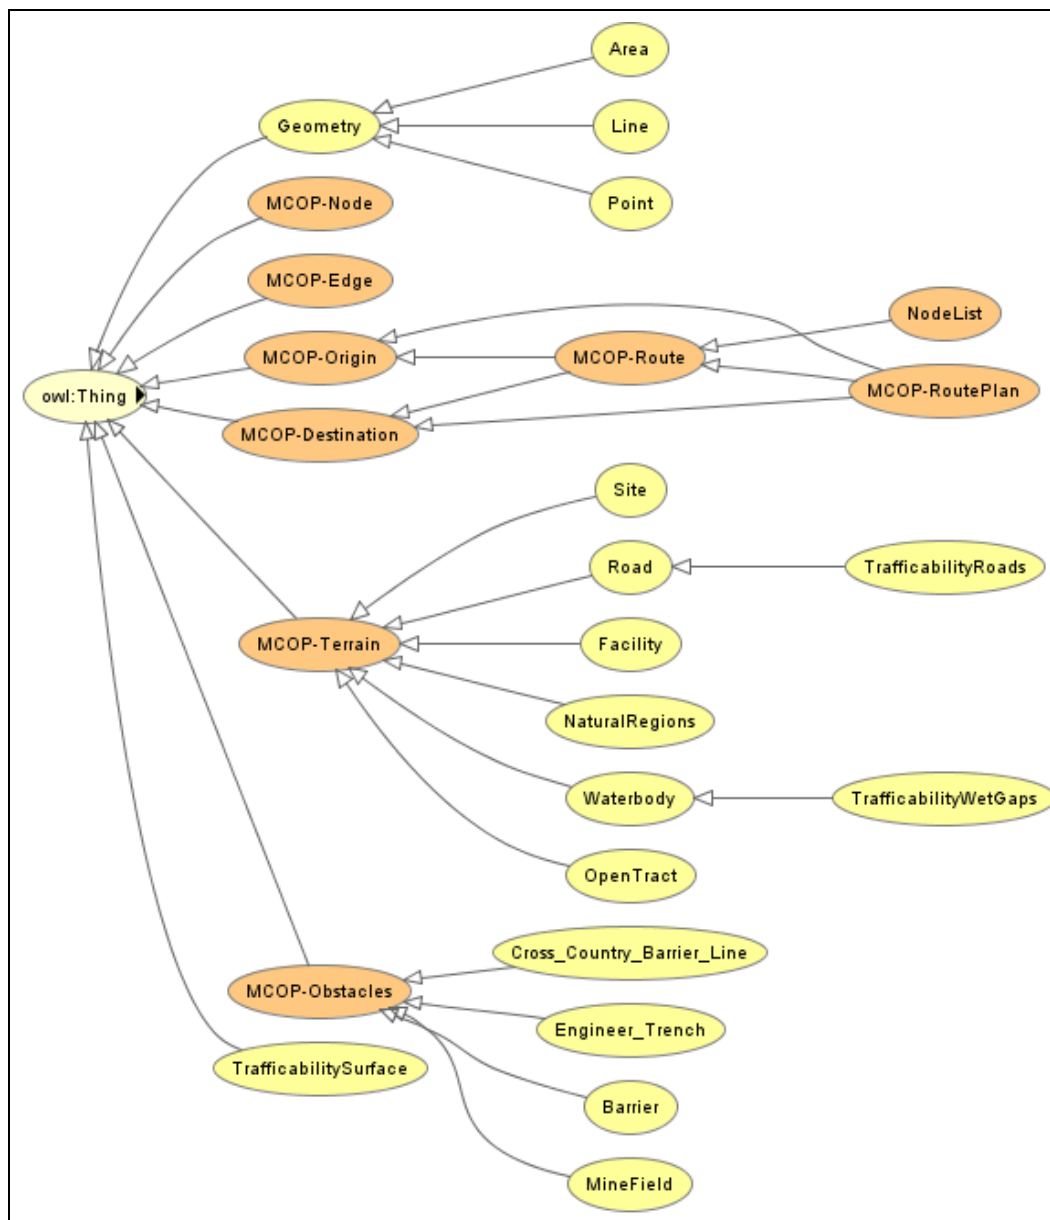 Area
Geometry
Line
MCOP-Node
Point
MCOP-Edge
NodeList
MCOP-Origin
MCOP-Route
owl:Thing
MCOP-RoutePlan
MCOP-Destination
Site
Road
TrafficabilityRoads
MCOP-Terrain
Facility
NaturalRegions
Waterbody
TrafficabilityWetGaps
OpenTract
Cross_Country_Barrier_Line
MCOP-Obstacles
Engineer_Trench
TrafficabilitySurface
Barrier
MineField